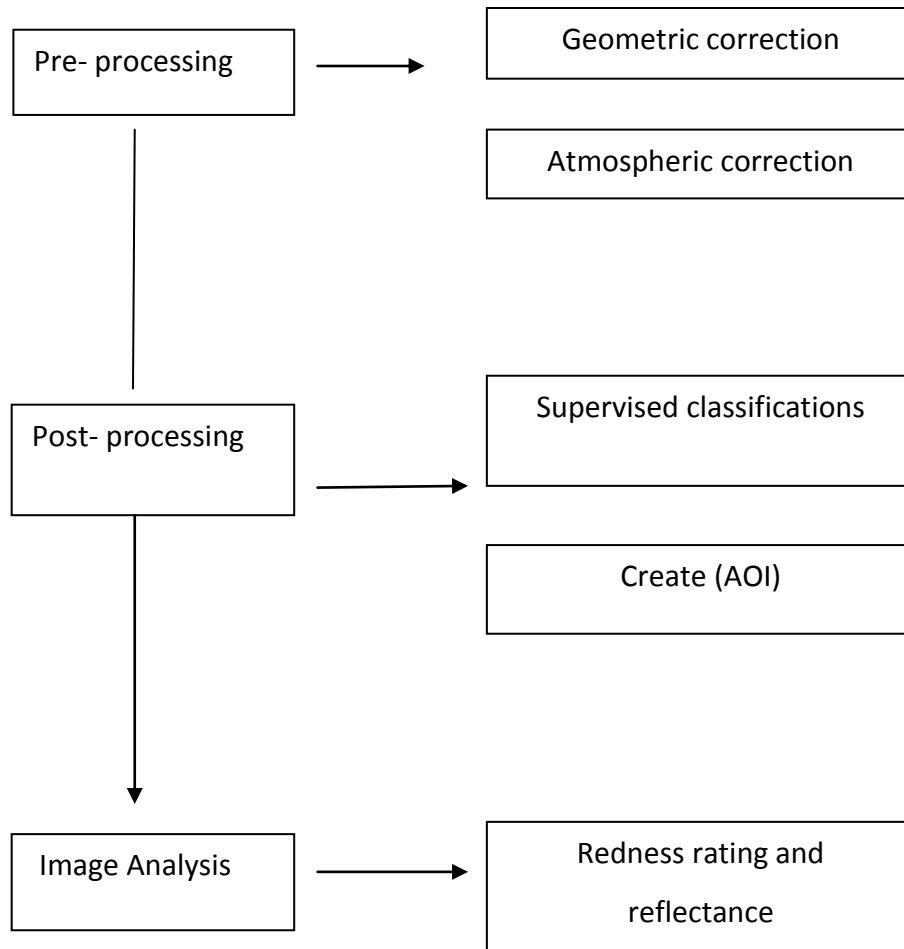 Pre- processing
Geometric correction
Atmospheric correction
Post- processing
Supervised classifications
Create (AOI)
Image Analysis
Redness rating and
reflectance